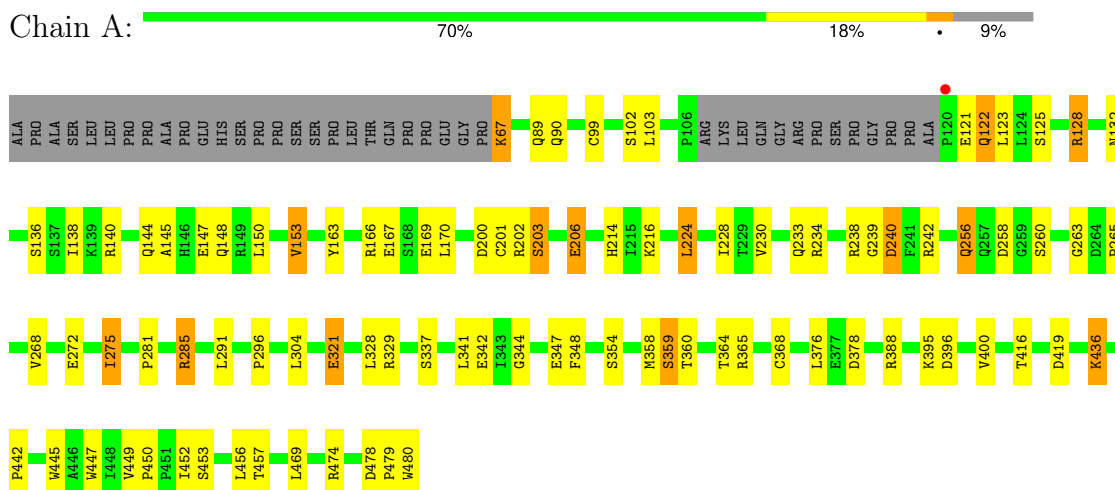 Chain A:
70% 18% • 9%
ALA PRO ALA SER LEU LEU PRO PRO ALA PRO GLU HIS SER PRO PRO SER SER PRO LEU THR GLN PRO PRO GLU GLY PRO K67 Q89 Q90 C99 S102 L103 P106 ARG LYS LEU GLN GLY ARG PRO SER PRO GLY PRO PRO ALA P120 E121 Q122 L123 L124 S125 R128 N132
S136 S137 I138 K139 R140 Q144 A145 H146 E147 Q148 R149 L150 V153 Y163 R166 E167 S168 E169 L170 D200 C201 R202 S203 E206 H214 I215 K216 L224 I228 T229 V230 Q233 R234 R238 G239 D240 F241 R242 Q256 Q257 D258 G259 S260 G263 D264 R265
V268 E272 I275 P281 R285 L291 P296 L304 E321 L328 R329 S337 L341 E342 I343 G344 E347 F348 S354 M358 S359 T360 T364 R365 C368 L376 E377 D378 R388 K395 D396 V400 T416 D419 K436
P442 W445 A446 W447 I448 V449 P450 P451 I452 S453 L456 T457 L469 R474 D478 P479 W480